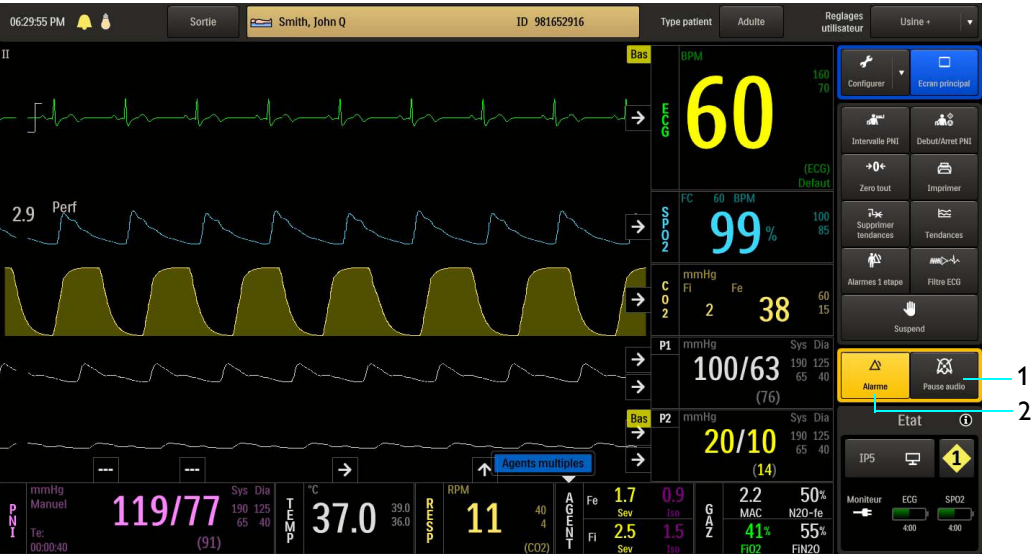 06:29:55 PM
Sortie
Smith, John Q
ID 981652916
Type patient
Adulte
Reglages utilisateur
Usine +
II
Bas
BPM
160
70
ECG
60
(ECG)
Defaut
2.9 Perf
SPO2
FC 60 BPM
99%
100
85
CO2
mmHg
Fi
2
Fe
38
60
15
P1
mmHg
Sys Dia
190 125
65 40
100/63
(76)
Bas
P2
mmHg
Sys Dia
190 125
65 40
20/10
(14)
---
---
Agents multiples
PNI
mmHg
Manuel
Te:
00:00:40
119/77
(91)
Sys Dia
190 125
65 40
TEMP
°C
37.0
39.0
36.0
RESP
RPM
11
40
4
(CO2)
AGENT
Fe
1.7
Sev
0.9
Iso
Fi
2.5
Sev
1.5
Iso
GAZ
2.2
MAC
50%
N20-fe
41%
FiO2
55%
FiN20
Configurer
Ecran principal
Intervalle PNI
Debut/Arret PNI
→0←
Zero tout
Imprimer
Supprimer
tendances
Tendances
Alarmes 1 etape
Filtre ECG
Suspend
Alarme
Pause audio
1
2
Etat
IP5
1
Moniteur
ECG
4:00
SPO2
4:00